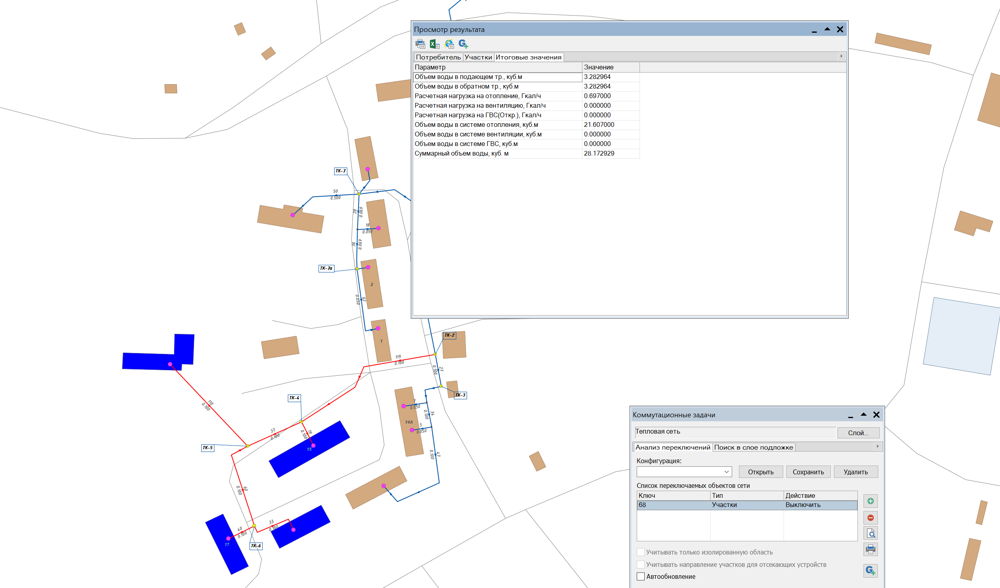 Просмотр результата
Потребитель Участки Итоговые значения
Параметр Значение
Объем воды в подающем тр., куб.м 3.282964
Объем воды в обратном тр., куб.м 3.282964
Расчетная нагрузка на отопление, Гкал/ч 0.697000
Расчетная нагрузка на вентиляцию, Гкал/ч 0.000000
Расчетная нагрузка на ГВС(Откр.), Гкал/ч 0.000000
Объем воды в системе отопления, куб.м 21.607000
Объем воды в системе вентиляции, куб.м 0.000000
Объем воды в системе ГВС, куб.м 0.000000
Суммарный объем воды, куб. м 28.172929
ТК-7
50
0.500
28
0.069
18
0.050
36
0.069
ТК-7а
2
62
0.050
1
ТК-2
119
0.100
27
0.100
ТК-3
ТК-4
7
0.050
34
0.100
14А
5
0.050
110
0.100
37
0.100
19
0.100
15
ТК-5
47
0.100
60
0.100
33
0.100
40
0.100
17
ТК-6
Коммутационные задачи
Тепловая сеть Слой...
Анализ переключений Поиск в слое подложке
Конфигурация:
Открыть Сохранить Удалить
Список переключаемых объектов сети
Ключ Тип Действие
68 Участки Выключить
Учитывать только изолированную область
Учитывать направление участков для отсекающих устройств
Автообновление